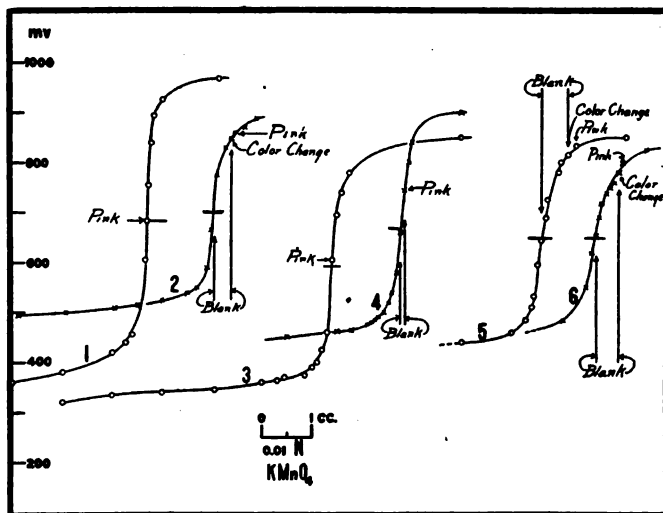 mv
1000
800
600
400
200
Pink
1
Pink
Color Change
2
Blank
Pink
3
Pink
4
Blank
Blank
Color Change
Pink
5
Pink
Color Change
6
Blank
0 1 CC.
0.01 N
KMnO4